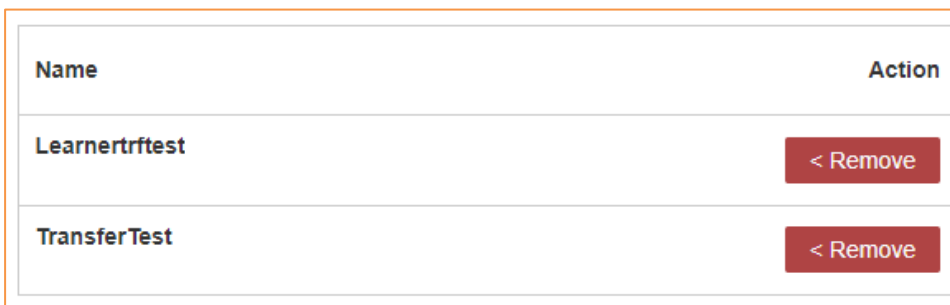 Name Action
Learnertrftest
< Remove
TransferTest
< Remove